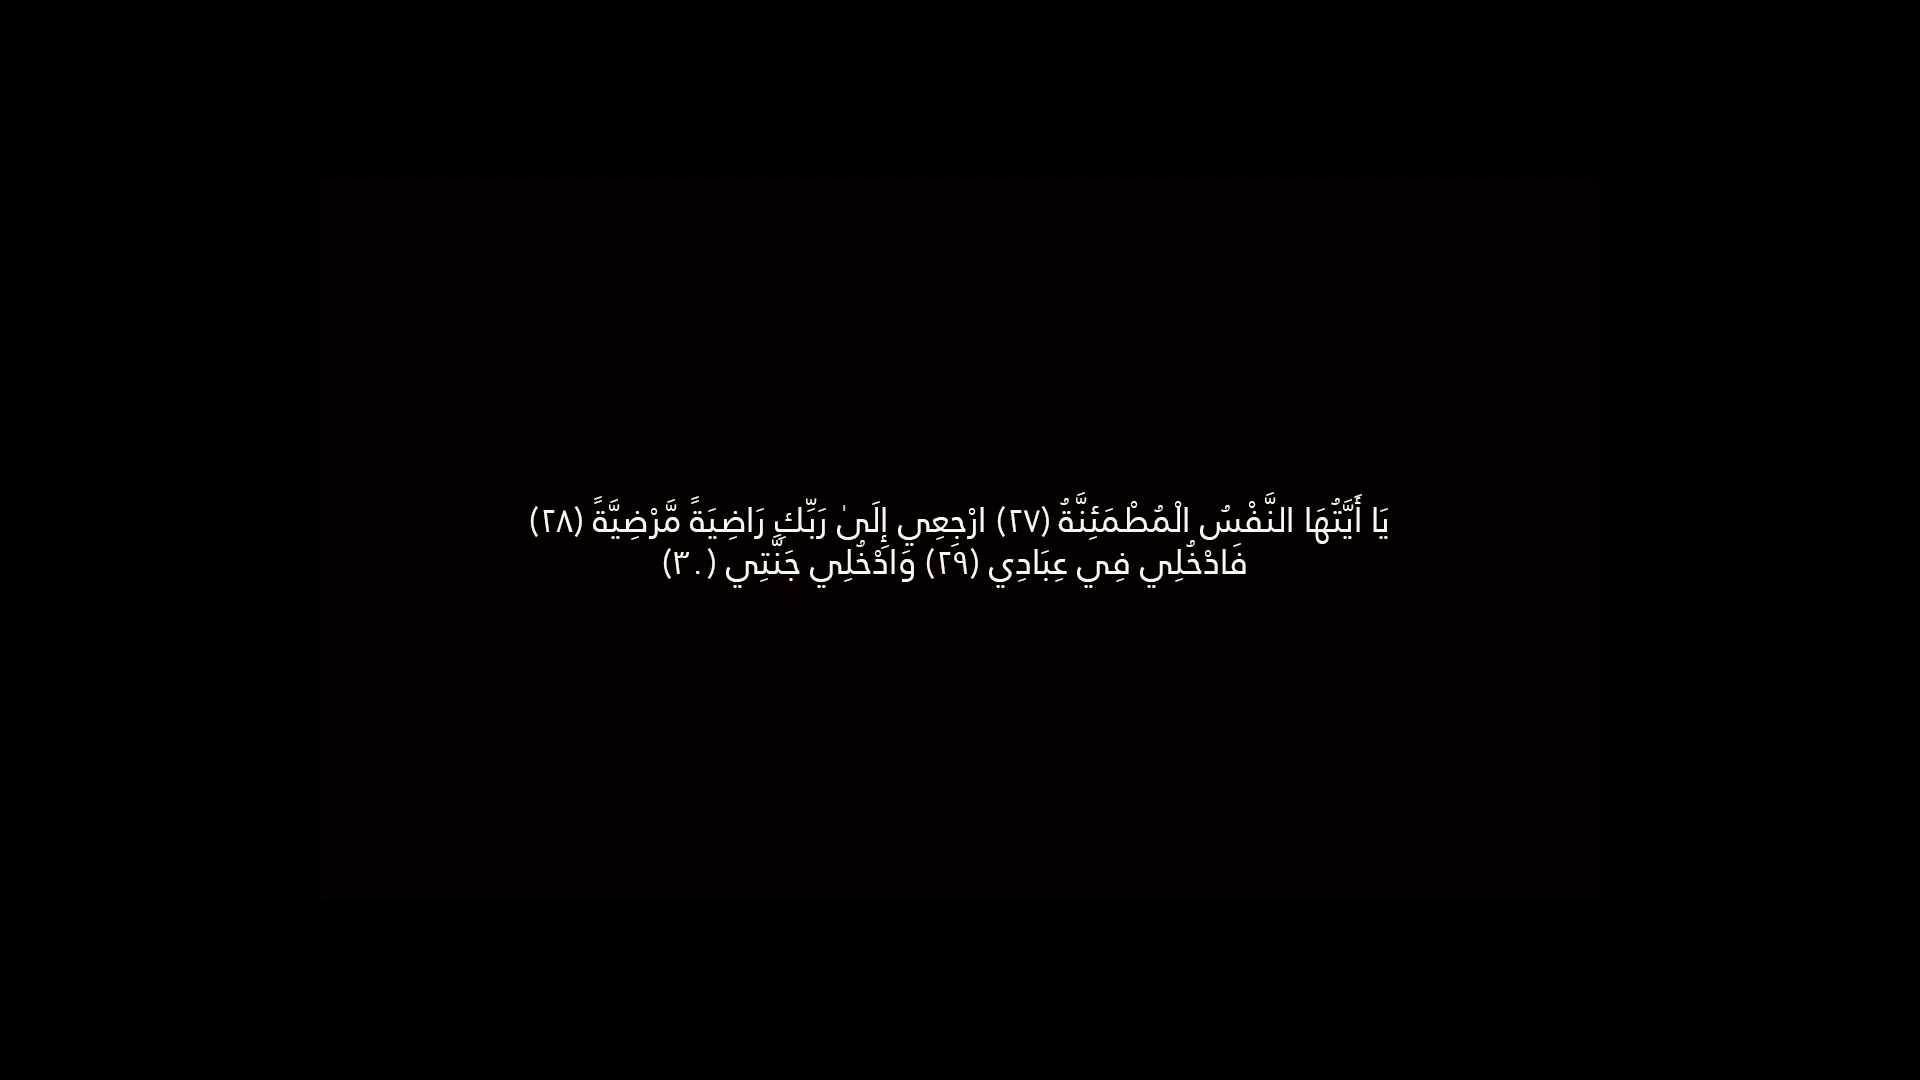 يَا أَيَّتُهَا النَّفْسُ الْمُطْمَئِنَّةُ (٢٧) ارْجِعِي إِلَىٰ رَبِّكِ رَاضِيَةً مَّرْضِيَّةً (٢٨)
فَادْخُلِي فِي عِبَادِي (٢٩) وَادْخُلِي جَنَّتِي (٣٠)